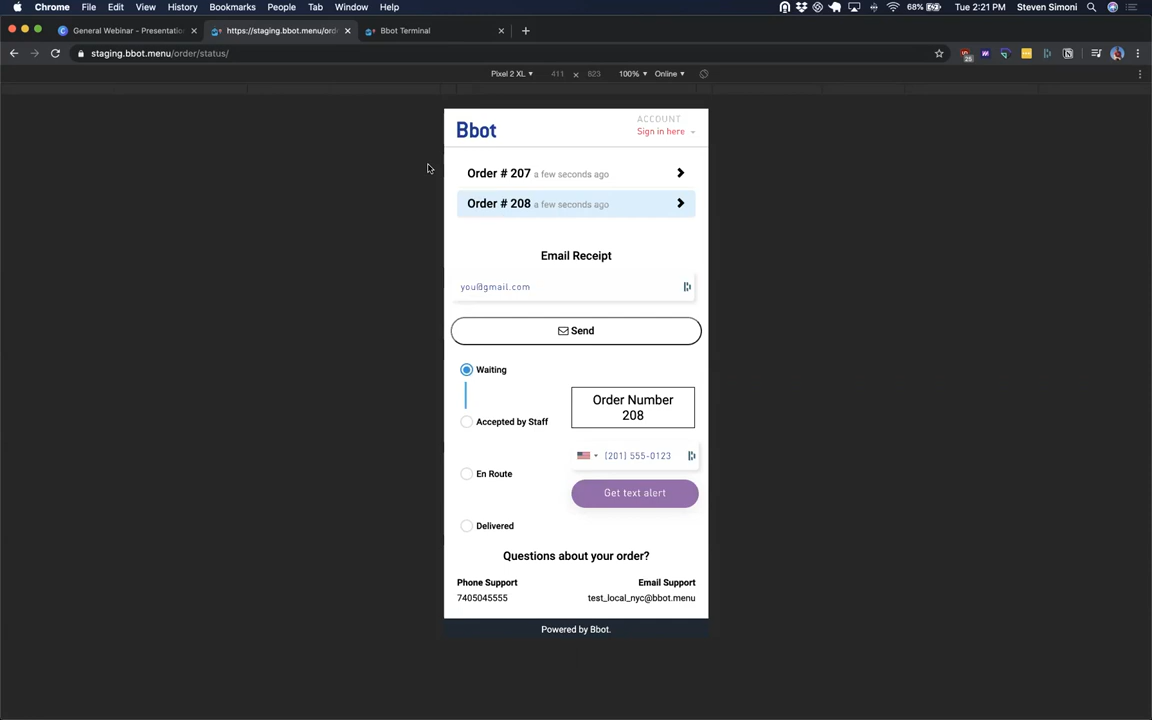 Chrome File Edit View History Bookmarks People Tab Window Help
68% Tue 2:21 PM Steven Simoni
General Webinar - Presentatio
https://staging.bbot.menu/ord
Bbot Terminal
staging.bbot.menu/order/status/
25
Pixel 2 XL 411 x 823 100% Online
Bbot
ACCOUNT
Sign in here
Order # 207 a few seconds ago
Order # 208 a few seconds ago
Email Receipt
you@gmail.com
Send
Waiting
Order Number
208
Accepted by Staff
(201) 555-0123
En Route
Get text alert
Delivered
Questions about your order?
Phone Support
Email Support
7405045555
test_local_nyc@bbot.menu
Powered by Bbot.